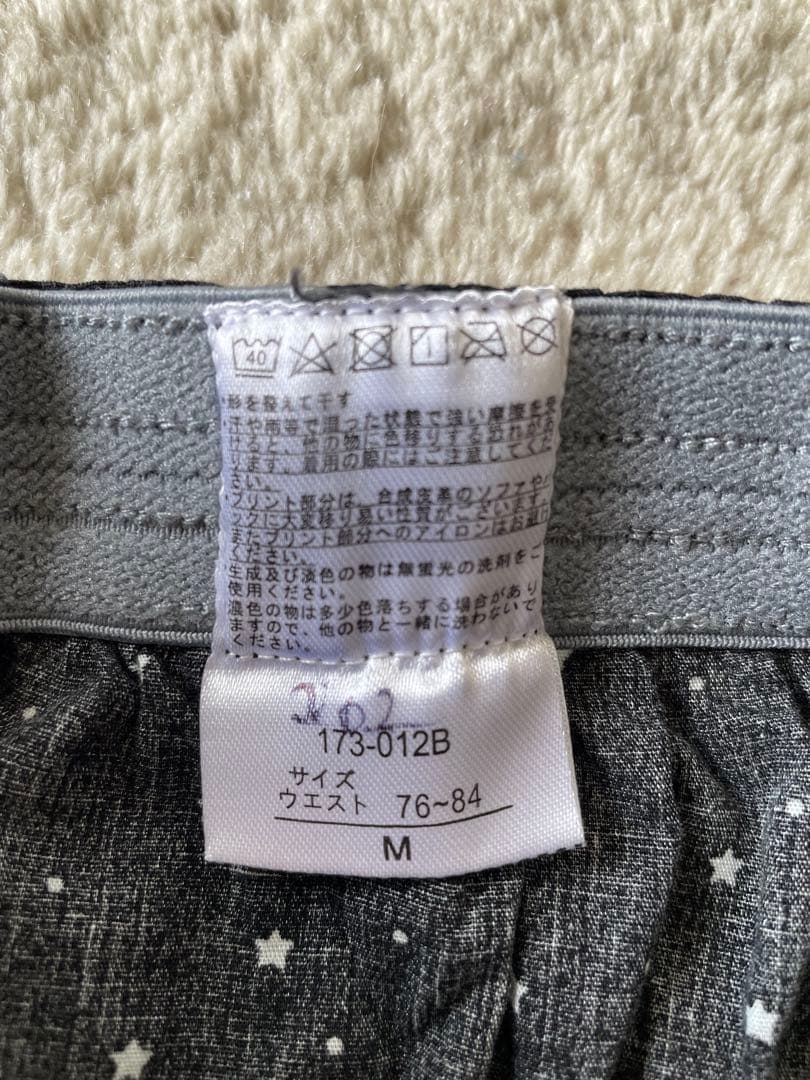 40
・形を整えて干す
・汗や雨等で湿った状態で強い摩擦を受
けると、他の物に色移りする恐れがあ
ります、着用の際にはご注意してくだ
さい。
・プリント部分は、合成皮革のソファや
ックに大変移り易い性質がございます。
またプリント部分へのアイロンはお避け
ください。
・生成及び淡色の物は無蛍光の洗剤をご
使用ください。
・濃色の物は多少色落ちする場合があり
ますので、他の物と一緒に洗わないで
ください。
173-012B
サイズ
ウエスト 76~84
M